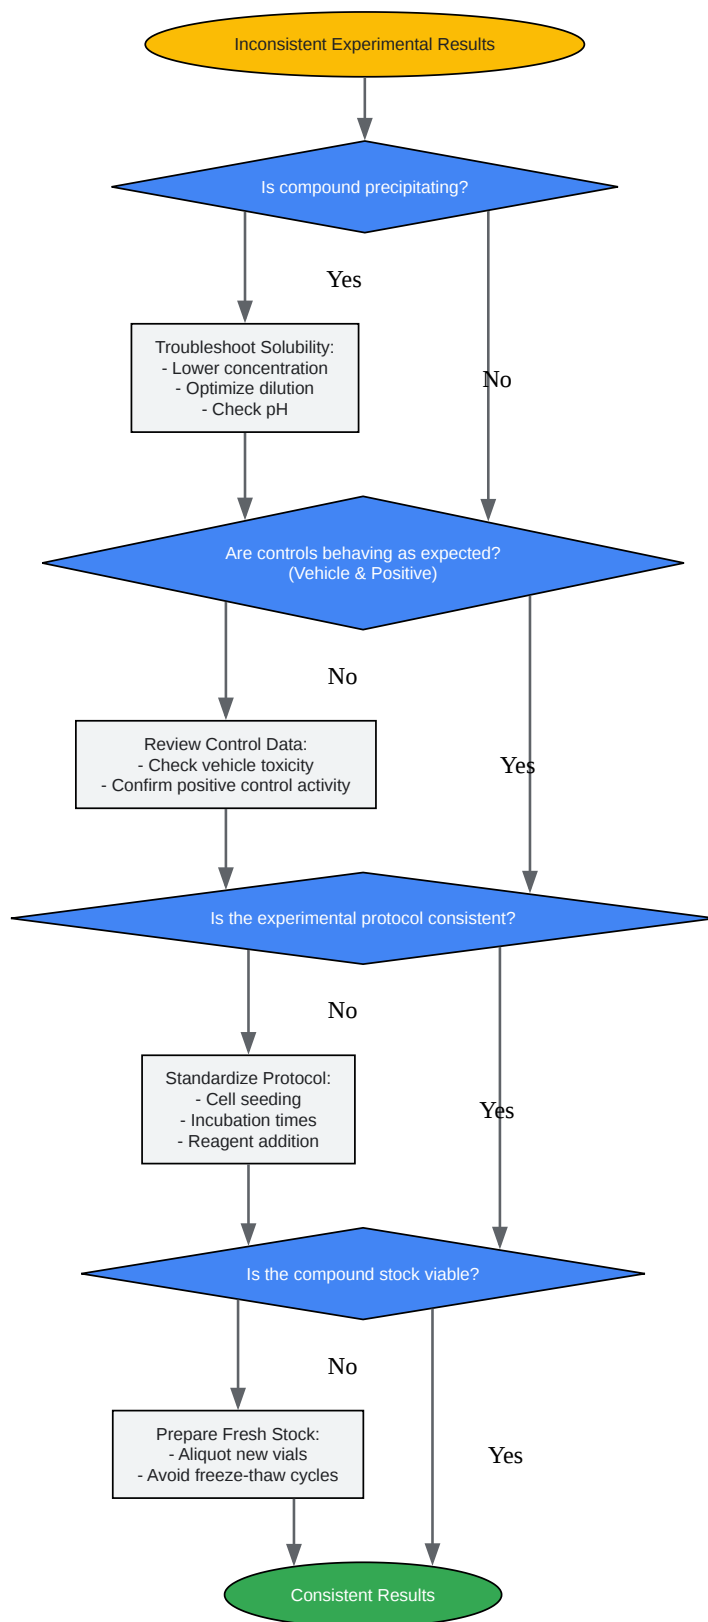 Inconsistent Experimental Results
Is compound precipitating?
Yes
Troubleshoot Solubility:
- Lower concentration
- Optimize dilution
- Check pH
No
Are controls behaving as expected?
(Vehicle & Positive)
No
Review Control Data:
- Check vehicle toxicity
- Confirm positive control activity
Yes
Is the experimental protocol consistent?
No
Standardize Protocol:
- Cell seeding
- Incubation times
- Reagent addition
Yes
Is the compound stock viable?
No
Prepare Fresh Stock:
- Aliquot new vials
- Avoid freeze-thaw cycles
Yes
Consistent Results